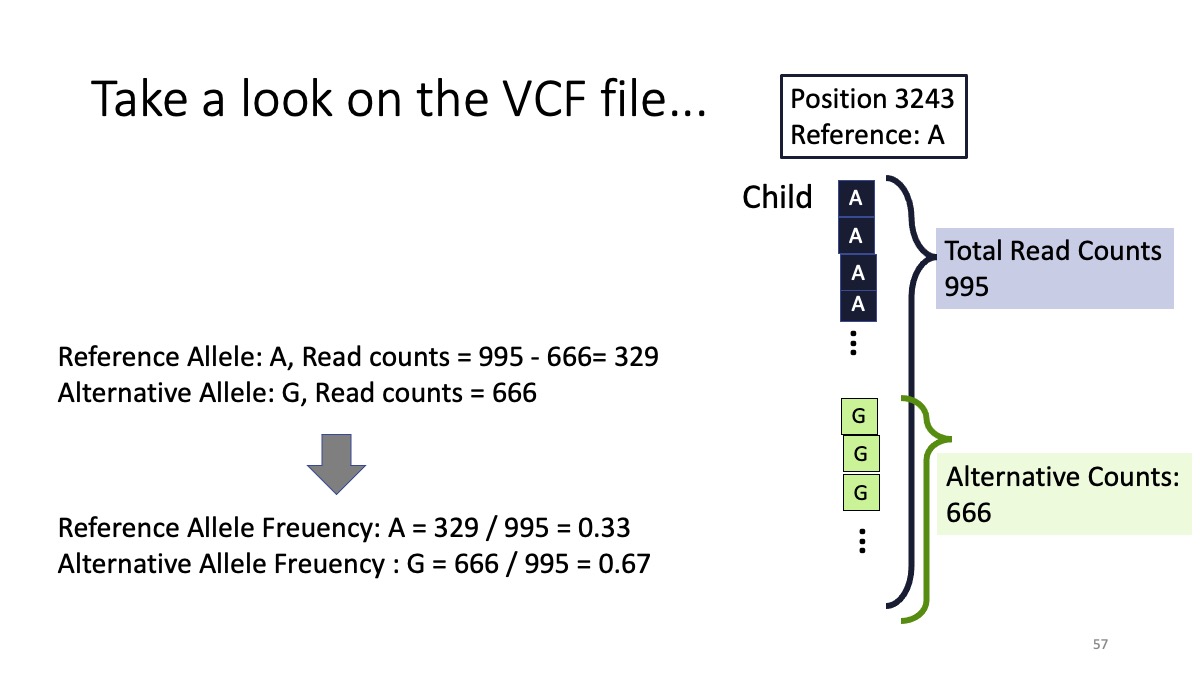 Take a look on the VCF file...
Position 3243
Reference: A
Child
A
A
A
A
Total Read Counts
995
Reference Allele: A, Read counts = 995 - 666= 329
Alternative Allele: G, Read counts = 666
G
G
G
Alternative Counts:
666
Reference Allele Freuency: A = 329 / 995 = 0.33
Alternative Allele Freuency : G = 666 / 995 = 0.67
57